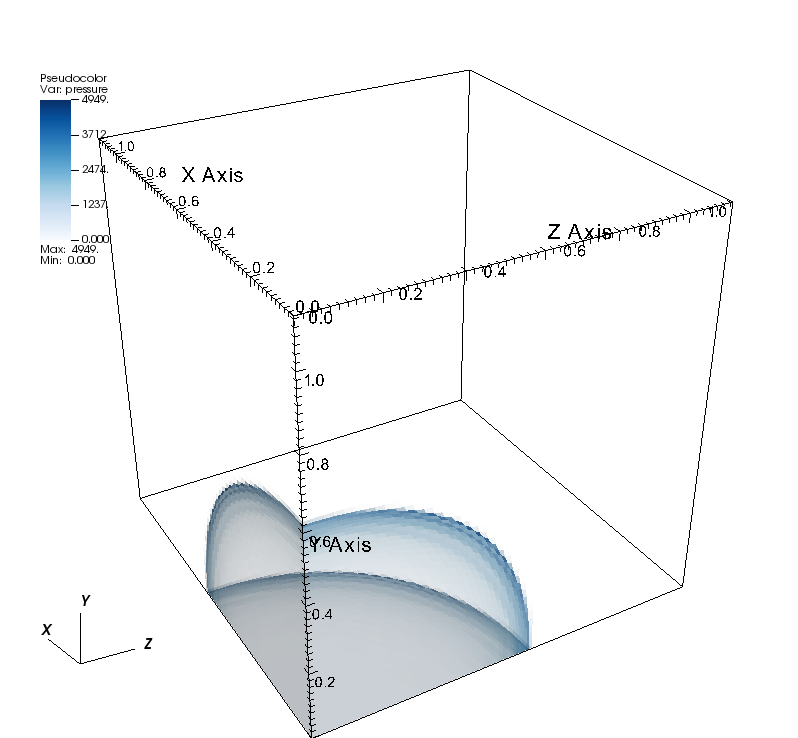 Pseudocolor
Var: pressure
4949.
3712
2474.
1237
0.000
Max: 4949.
Min: 0.000
1.0
0.8
X Axis
0.6
0.4
0.2
0.0
0.0
0.2
0.4
Z Axis
0.6
0.8
1.0
1.0
0.8
0.6
Y Axis
0.4
0.2
Y
X
Z